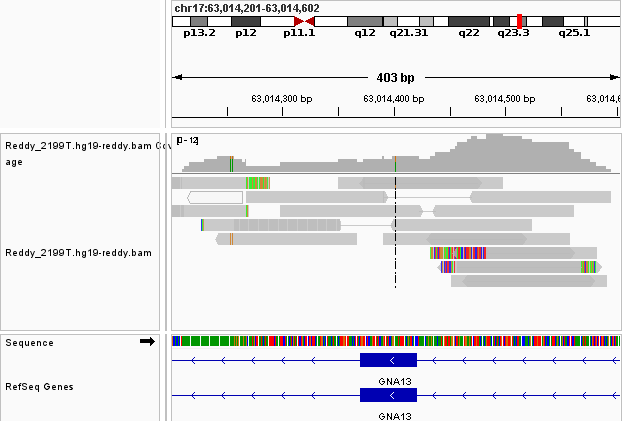 chr17:63,014,201-63,014,602
p13.2 p12 p11.1 q12 q21.31 q22 q23.3 q25.1
403 bp
63,014,300 bp 63,014,400 bp 63,014,500 bp 63,014,6
Reddy_2199T.hg19-reddy.bam Cov
age
[0 - 12]
Reddy_2199T.hg19-reddy.bam
Sequence
GNA13
RefSeq Genes
GNA13